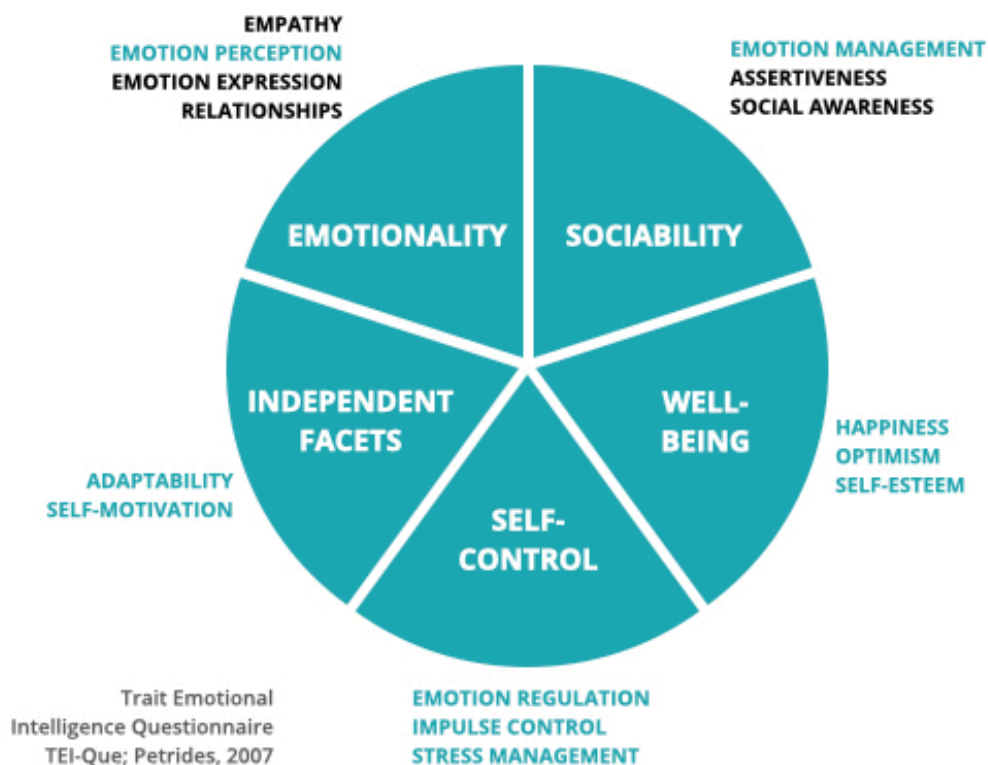 EMPATHY
EMOTION PERCEPTION
EMOTION EXPRESSION
RELATIONSHIPS
EMOTION MANAGEMENT
ASSERTIVENESS
SOCIAL AWARENESS
EMOTIONALITY
SOCIABILITY
INDEPENDENT
FACETS
WELL-
BEING
HAPPINESS
OPTIMISM
SELF-ESTEEM
ADAPTABILITY
SELF-MOTIVATION
SELF-
CONTROL
Trait Emotional
Intelligence Questionnaire
TEI-Que; Petrides, 2007
EMOTION REGULATION
IMPULSE CONTROL
STRESS MANAGEMENT